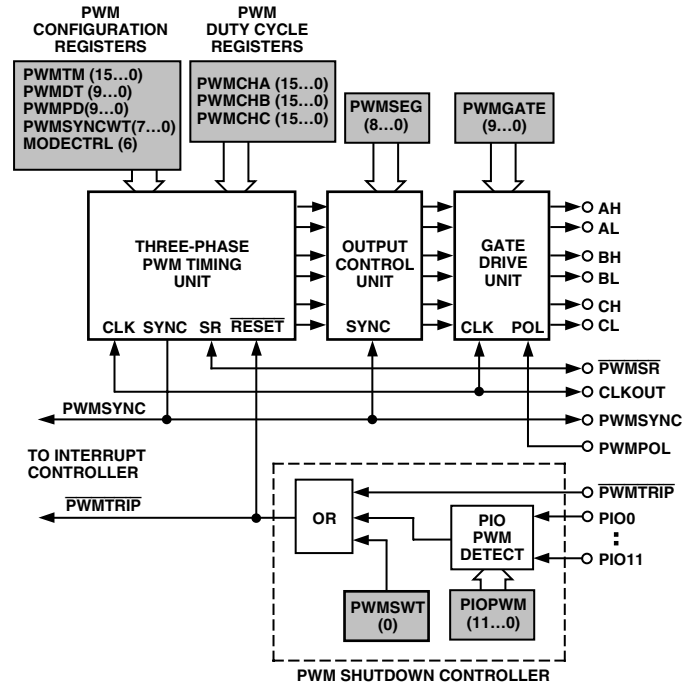 PWM
CONFIGURATION
REGISTERS
PWM
DUTY CYCLE
REGISTERS
PWMTM (15...0)
PWMDT (9...0)
PWMPD(9...0)
PWMSYNCWT(7...0)
MODECTRL (6)
PWMCHA (15...0)
PWMCHB (15...0)
PWMCHC (15...0)
PWMSEG
(8...0)
PWMGATE
(9...0)
THREE-PHASE
PWM TIMING
UNIT
CLK SYNC SR RESET
OUTPUT
CONTROL
UNIT
SYNC
GATE
DRIVE
UNIT
CLK POL
AH
AL
BH
BL
CH
CL
PWMSR
CLKOUT
PWMSYNC
PWMSYNC
PWMPOL
TO INTERRUPT
CONTROLLER
PWMTRIP
PWMTRIP
OR
PIO
PWM
DETECT
PIO0
:
PIO11
PWMSWT
(0)
PIOPWM
(11...0)
PWM SHUTDOWN CONTROLLER